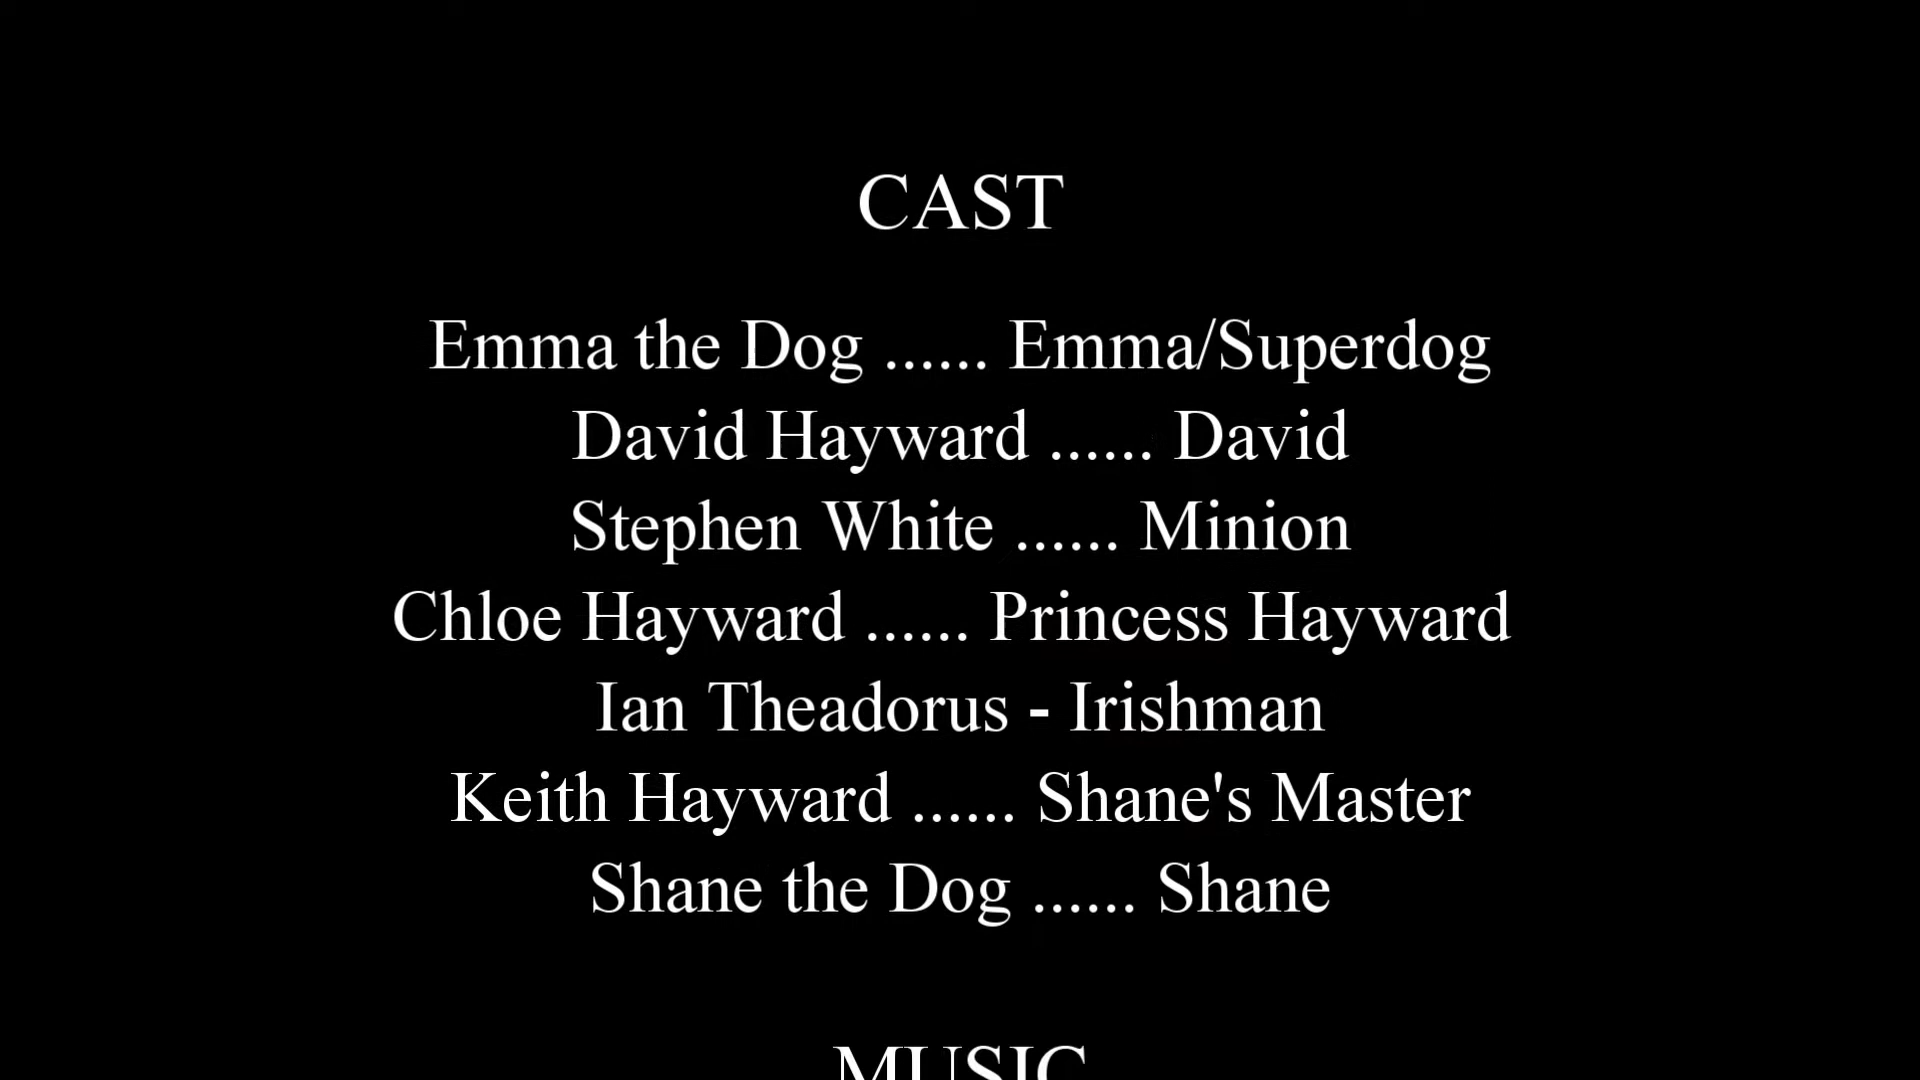 CAST
Emma the Dog ...... Emma/Superdog
David Hayward ...... David
Stephen White ...... Minion
Chloe Hayward ...... Princess Hayward
Ian Theadorus - Irishman
Keith Hayward ...... Shane's Master
Shane the Dog ...... Shane
MUSIC